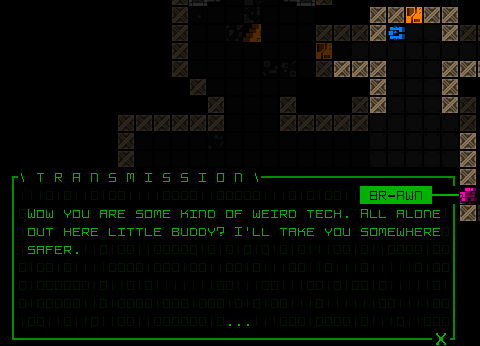 \ TRANSMISSION \
BR-AWN
WOW YOU ARE SOME KIND OF WEIRD TECH. ALL ALONE
OUT HERE LITTLE BUDDY? I'LL TAKE YOU SOMEWHERE
SAFER.
...
X